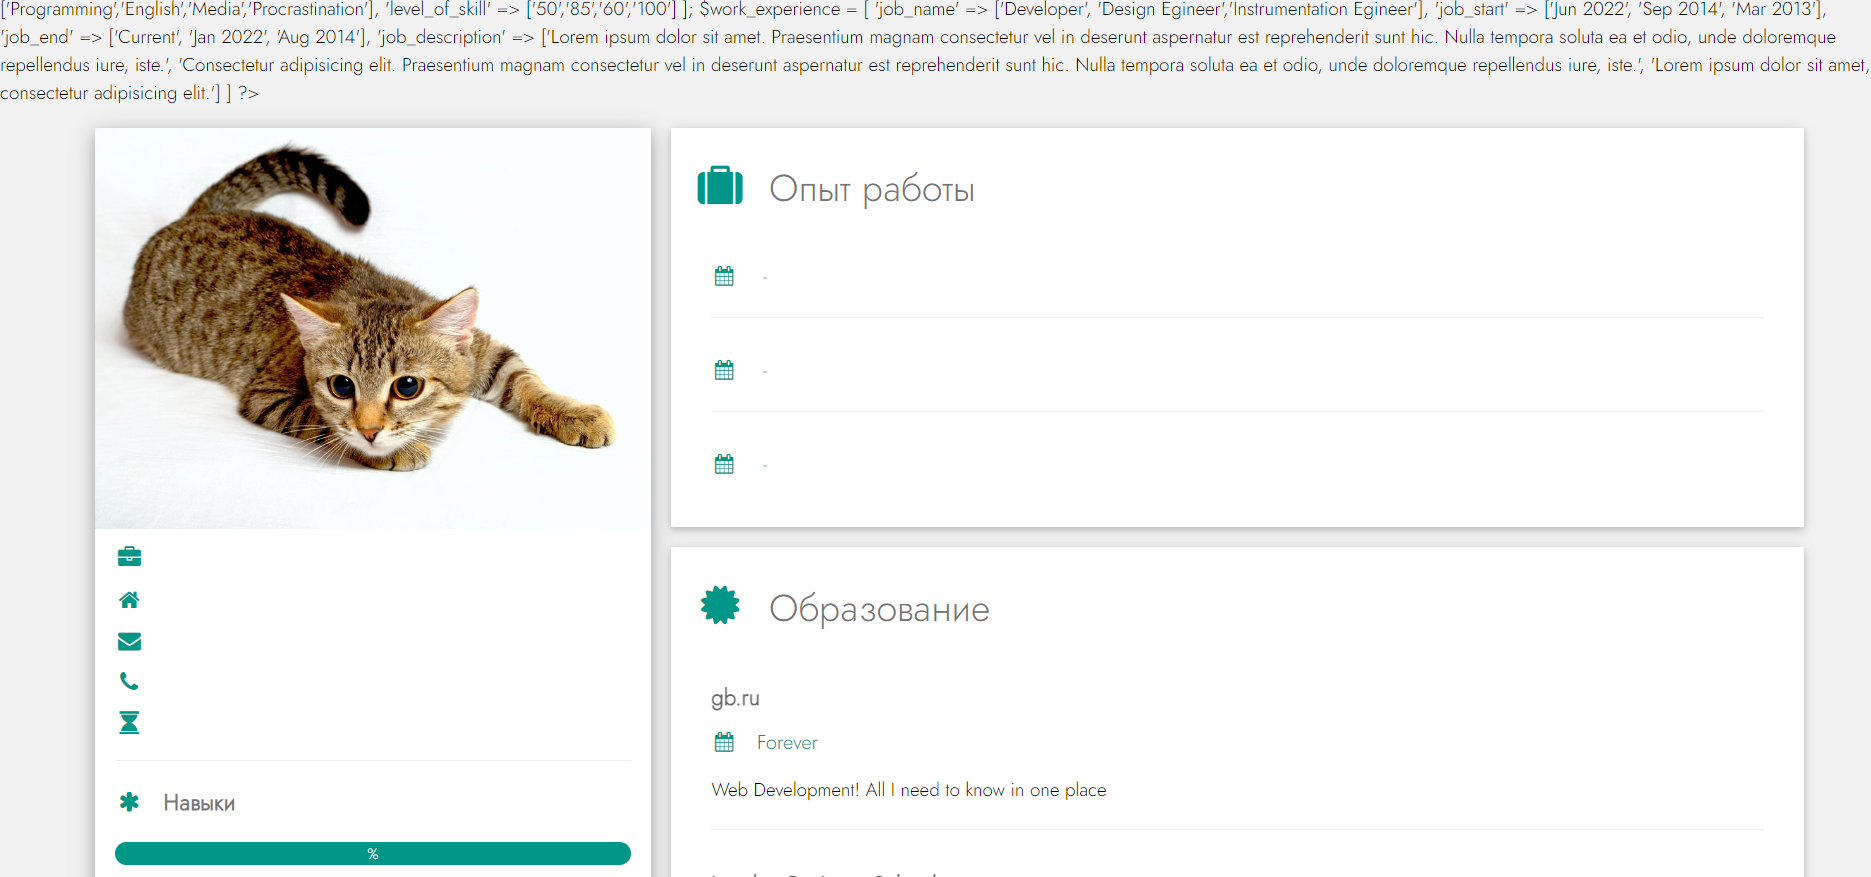 ['Programming','English','Media','Procrastination'], 'level_of_skill' => ['50','85','60','100'] ]; $work_experience = [ 'job_name' => ['Developer', 'Design Egineer','Instrumentation Egineer'], 'job_start' => ['Jun 2022', 'Sep 2014', 'Mar 2013'],
'job_end' => ['Current', 'Jan 2022', 'Aug 2014'], 'job_description' => ['Lorem ipsum dolor sit amet. Praesentium magnam consectetur vel in deserunt aspernatur est reprehenderit sunt hic. Nulla tempora soluta ea et odio, unde doloremque
repellendus iure, iste.', 'Consectetur adipisicing elit. Praesentium magnam consectetur vel in deserunt aspernatur est reprehenderit sunt hic. Nulla tempora soluta ea et odio, unde doloremque repellendus iure, iste.', 'Lorem ipsum dolor sit amet,
consectetur adipisicing elit.'] ] ?>
Опыт работы
-
-
-
Образование
gb.ru
Forever
Web Development! All I need to know in one place
Навыки
%